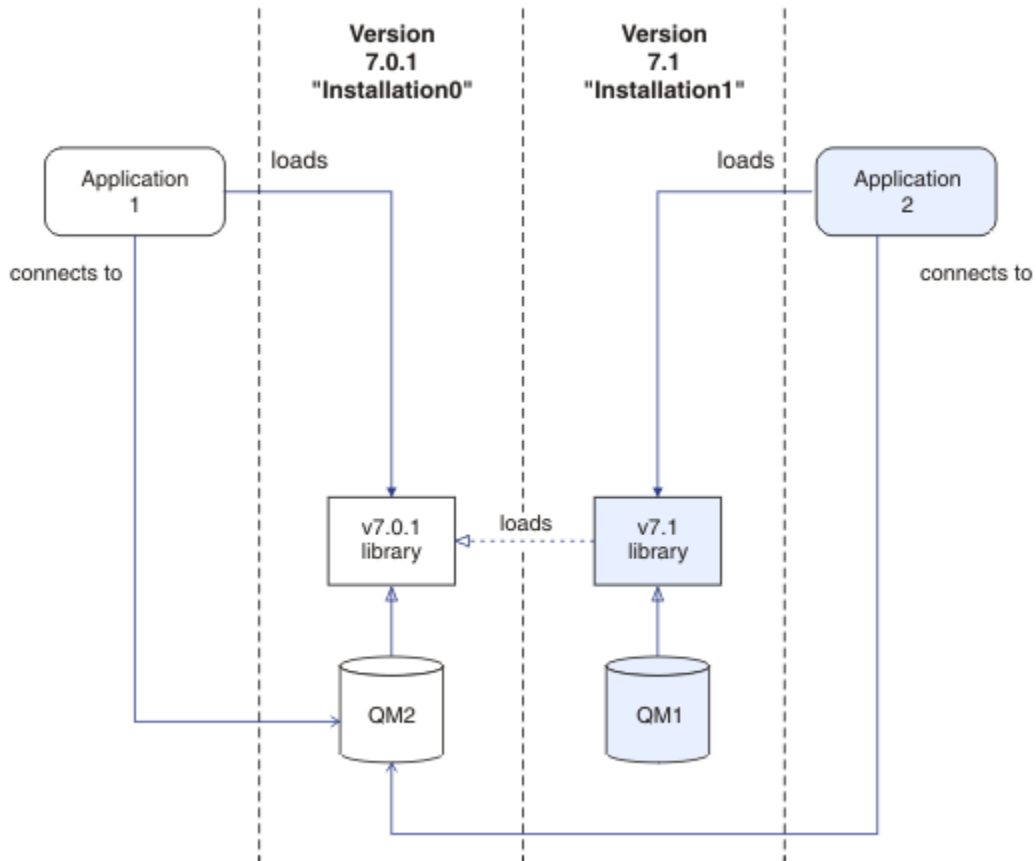 Version
7.0.1
"Installation0"
Version
7.1
"Installation1"
loads
loads
Application
1
Application
2
connects to
connects to
v7.0.1
library
loads
v7.1
library
QM2
QM1